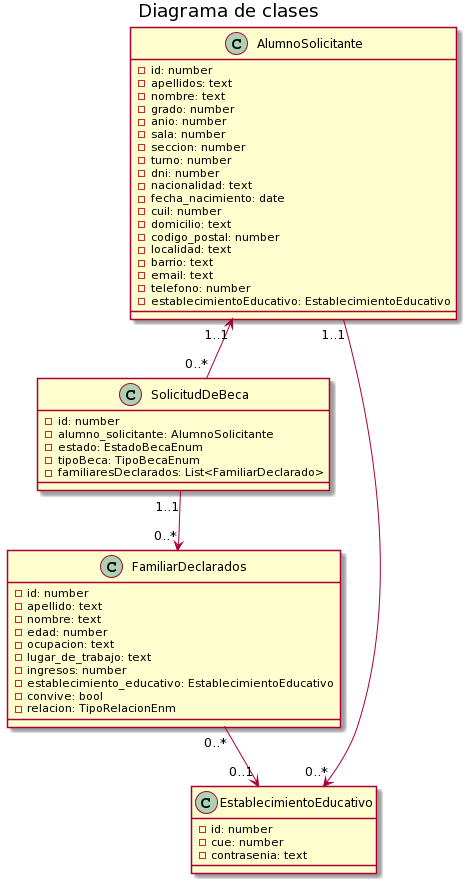 Diagrama de clases
C AlumnoSolicitante
id: number
apellidos: text
nombre: text
grado: number
anio: number
sala: number
seccion: number
turno: number
dni: number
nacionalidad: text
fecha_nacimiento: date
cuil: number
domicilio: text
codigo_postal: number
localidad: text
barrio: text
email: text
telefono: number
establecimientoEducativo: EstablecimientoEducativo
1..1 1..1
0..*
C SolicitudDeBeca
id: number
alumno_solicitante: AlumnoSolicitante
estado: EstadoBecaEnum
tipoBeca: TipoBecaEnum
familiaresDeclarados: List<FamiliarDeclarado>
1..1
0..*
C FamiliarDeclarados
id: number
apellido: text
nombre: text
edad: number
ocupacion: text
lugar_de_trabajo: text
ingresos: number
establecimiento_educativo: EstablecimientoEducativo
convive: bool
relacion: TipoRelacionEnm
0..*
0..1 0..*
C EstablecimientoEducativo
id: number
cue: number
contrasenia: text